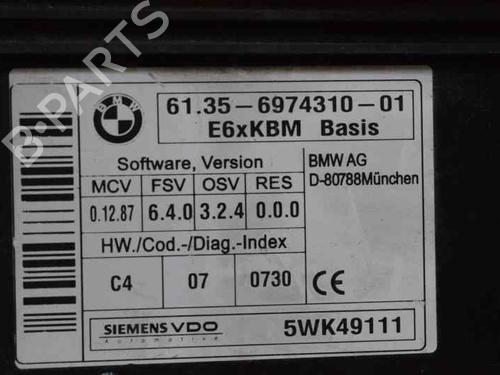 B-PARTS
BMW
61.35-6974310-01
E6xKBM Basis
Software, Version
MCV FSV OSV RES
0.12.87 6.4.0 3.2.4 0.0.0
HW./Cod.-/Diag.-Index
C4 07 0730
BMW AG
D-80788München
CE
SIEMENS VDO
Automotive
5WK49111